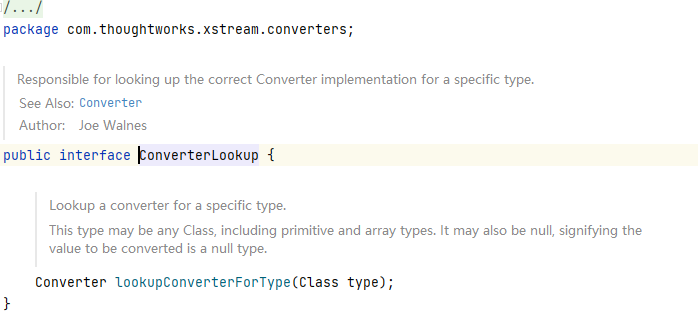 /.../
package com.thoughtworks.xstream.converters;
Responsible for looking up the correct Converter implementation for a specific type.
See Also: Converter
Author: Joe Walnes
public interface ConverterLookup {
Lookup a converter for a specific type.
This type may be any Class, including primitive and array types. It may also be null, signifying the
value to be converted is a null type.
Converter lookupConverterForType(Class type);
}